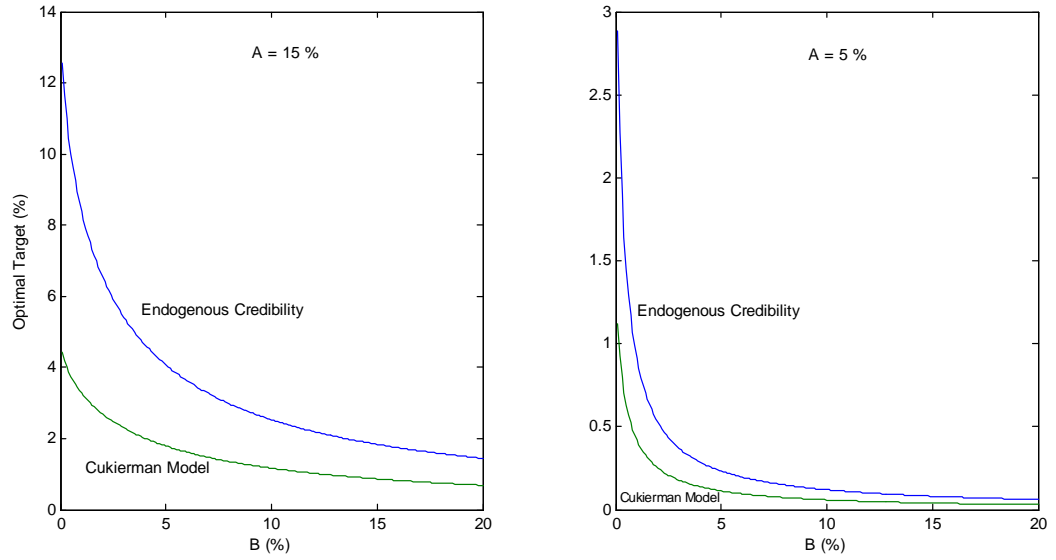 14
12
10
8
6
4
2
0
Optimal Target (%)
A = 15 %
Endogenous Credibility
Cukierman Model
0 5 10 15 20
B (%)
3
2.5
2
1.5
1
0.5
0
A = 5 %
Endogenous Credibility
Cukierman Model
0 5 10 15 20
B (%)